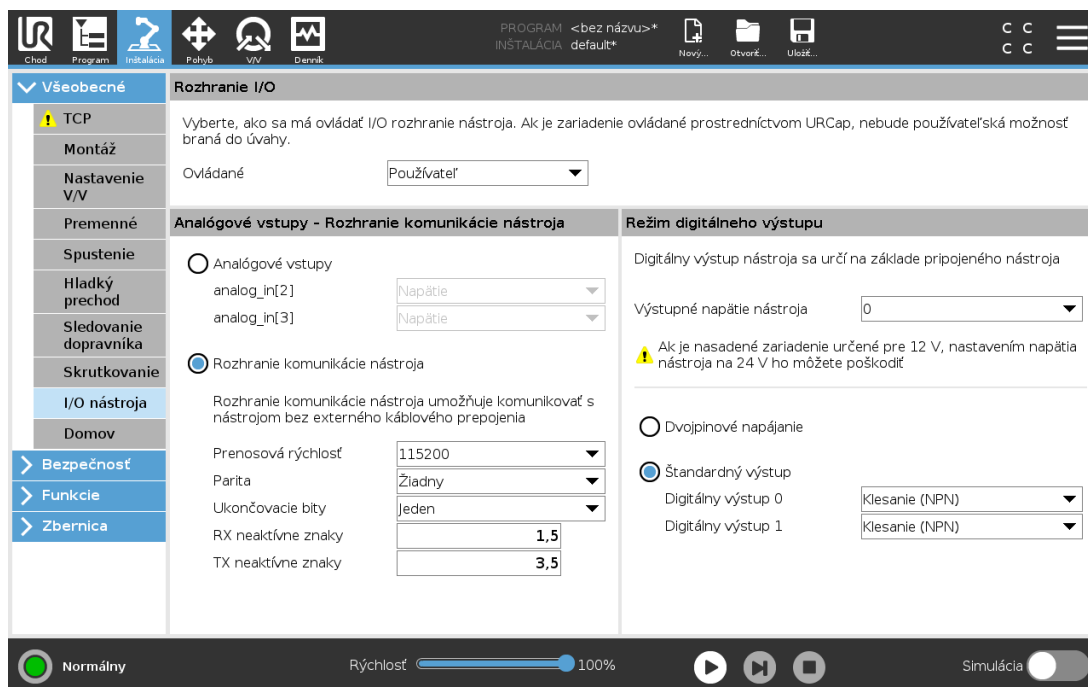 Chod
Program
Inštalácia
Pohyb
V/V
Denník
PROGRAM <bez názvu>*
INŠTALÁCIA default*
Nový...
Otvoriť...
Uložiť...
C C
C C
Všeobecné
TCP
Montáž
Nastavenie
V/V
Premenné
Spustenie
Hladký
prechod
Sledovanie
dopravníka
Skrutkovanie
I/O nástroja
Domov
Bezpečnosť
Funkcie
Zbernica
Rozhranie I/O
Vyberte, ako sa má ovládať I/O rozhranie nástroja. Ak je zariadenie ovládané prostredníctvom URCap, nebude používateľská možnosť
braná do úvahy.
Ovládané Používateľ
Analógové vstupy - Rozhranie komunikácie nástroja
Analógové vstupy
analog_in[2] Napätie
analog_in[3] Napätie
Rozhranie komunikácie nástroja
Rozhranie komunikácie nástroja umožňuje komunikovať s
nástrojom bez externého káblového prepojenia
Prenosová rýchlosť 115200
Parita Žiadny
Ukončovacie bity Jeden
RX neaktívne znaky 1,5
TX neaktívne znaky 3,5
Režim digitálneho výstupu
Digitálny výstup nástroja sa určí na základe pripojeného nástroja
Výstupné napätie nástroja 0
Ak je nasadené zariadenie určené pre 12 V, nastavením napätia
nástroja na 24 V ho môžete poškodiť
Dvojpinové napájanie
Štandardný výstup
Digitálny výstup 0 Klesanie (NPN)
Digitálny výstup 1 Klesanie (NPN)
Normálny
Rýchlosť 100%
Simulácia